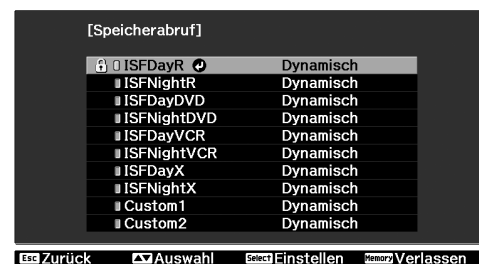 [Speicherabruf]
ISFDayR Dynamisch
ISFNightR Dynamisch
ISFDayDVD Dynamisch
ISFNightDVD Dynamisch
ISFDayVCR Dynamisch
ISFNightVCR Dynamisch
ISFDayX Dynamisch
ISFNightX Dynamisch
Custom1 Dynamisch
Custom2 Dynamisch
Esc Zurück Auswahl Select Einstellen Memory Verlassen